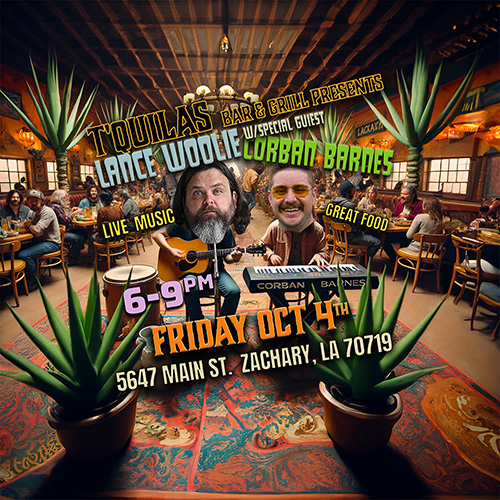 T'QUILAS BAR & GRILL PRESENTS
LANCE WOOLIE W/SPECIAL GUEST CORBAN BARNES
LIVE MUSIC
GREAT FOOD
6-9PM
CORBAN BARNES
FRIDAY OCT 4TH
5647 MAIN ST. ZACHARY, LA 70719